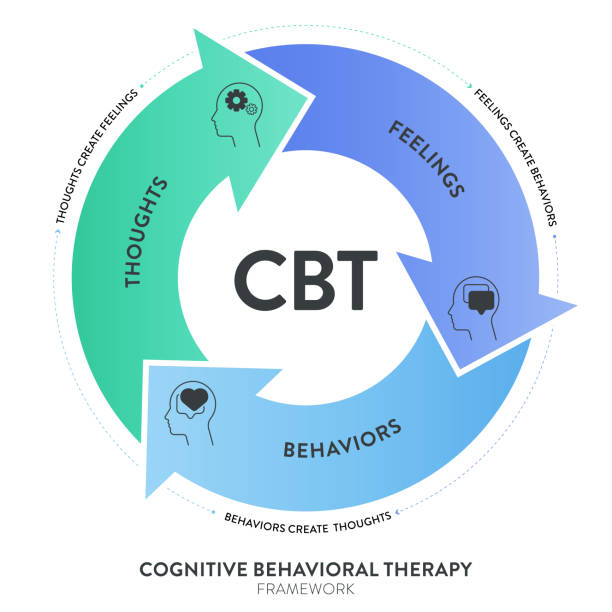 THOUGHTS CREATE FEELINGS
FEELINGS CREATE BEHAVIORS
THOUGHTS
FEELINGS
CBT
BEHAVIORS
BEHAVIORS CREATE THOUGHTS
COGNITIVE BEHAVIORAL THERAPY
FRAMEWORK